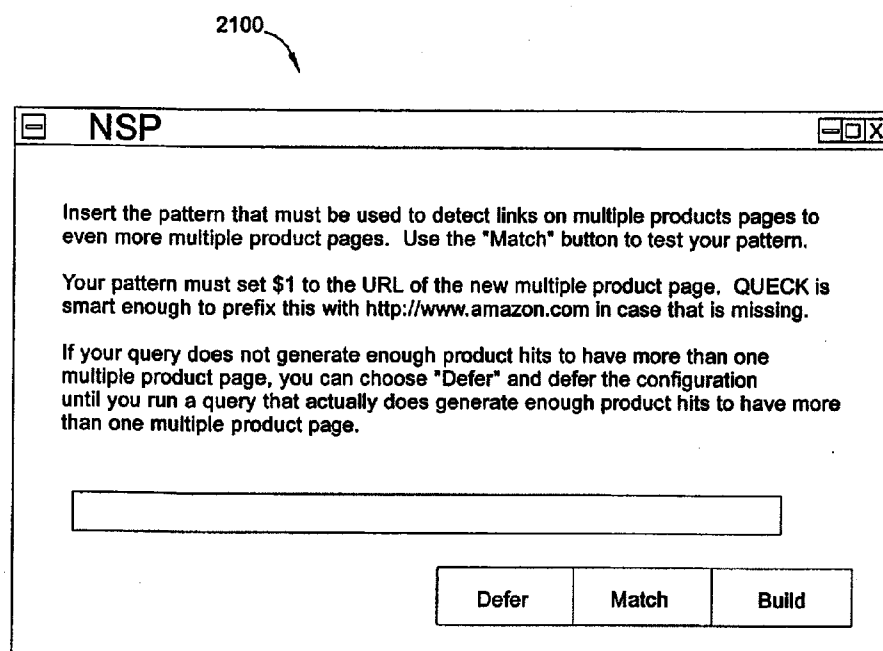 2100
NSP
Insert the pattern that must be used to detect links on multiple products pages to
even more multiple product pages. Use the "Match" button to test your pattern.
Your pattern must set $1 to the URL of the new multiple product page. QUECK is
smart enough to prefix this with http://www.amazon.com in case that is missing.
If your query does not generate enough product hits to have more than one
multiple product page, you can choose "Defer" and defer the configuration
until you run a query that actually does generate enough product hits to have more
than one multiple product page.
Defer Match Build